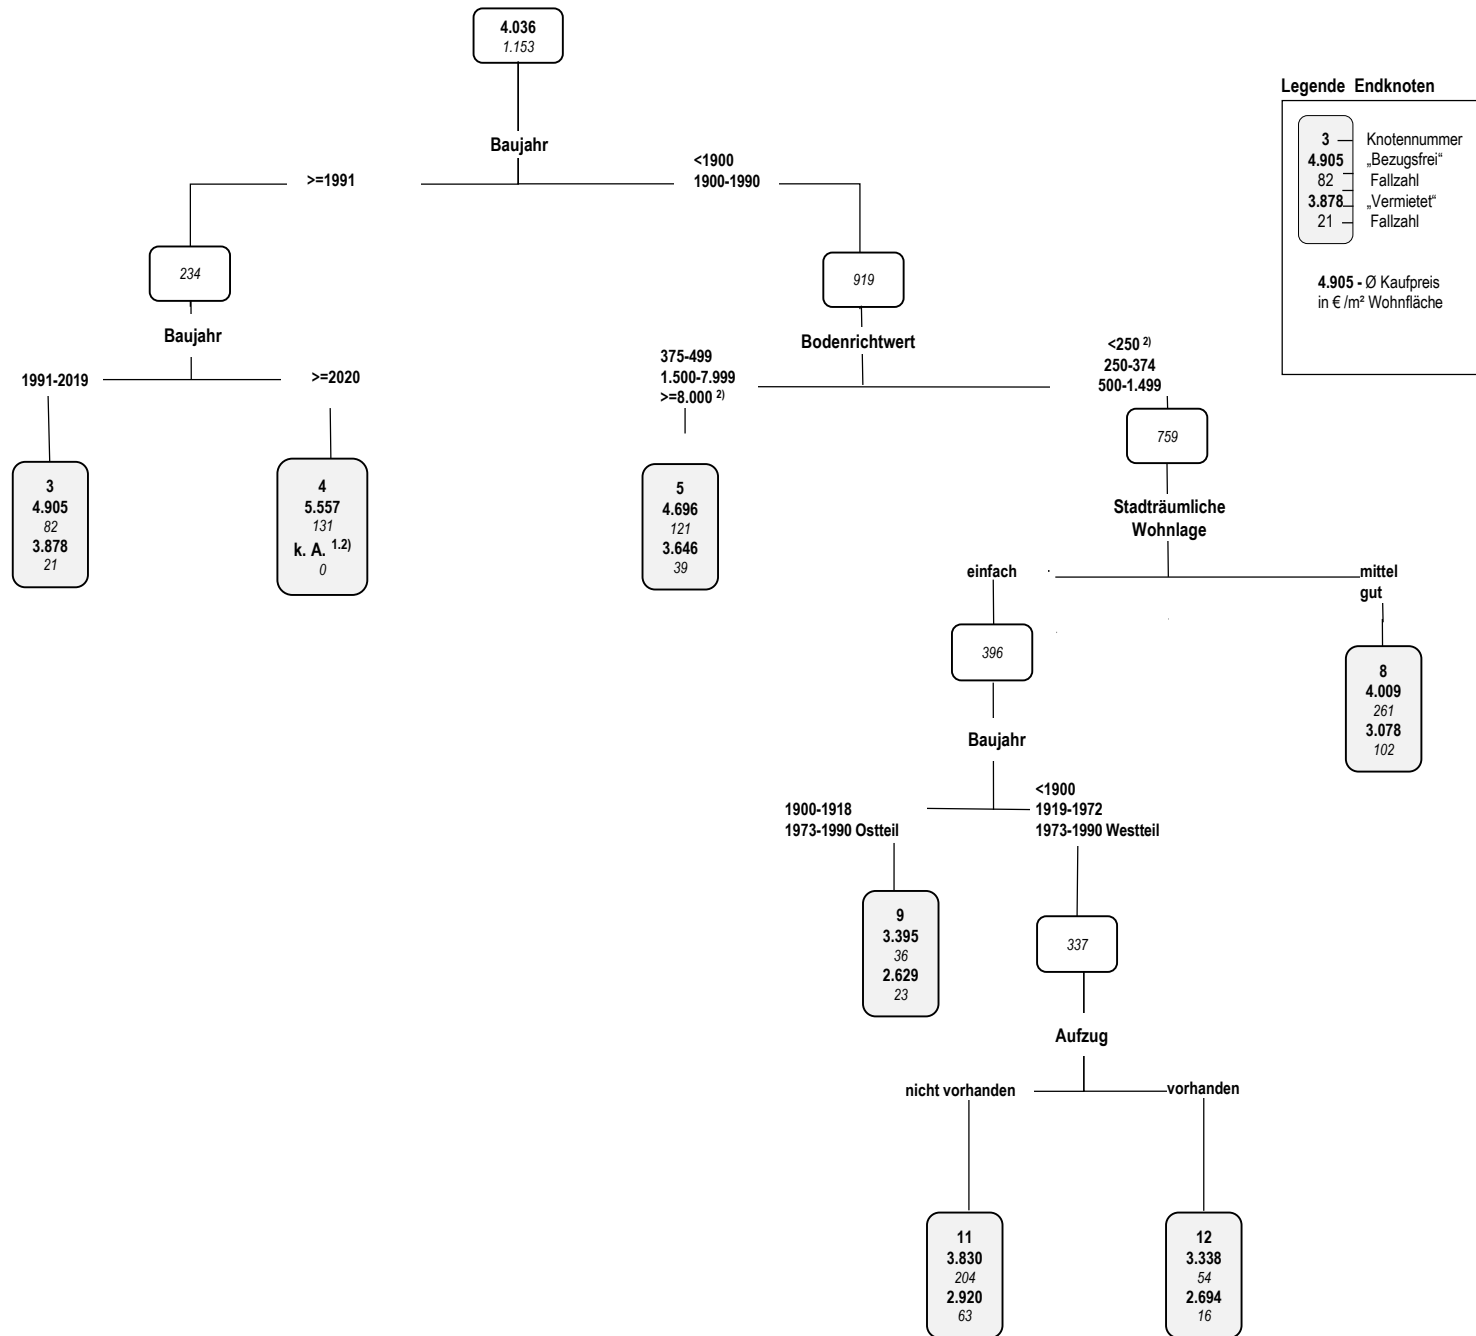 4.036
1.153
Legende Endknoten
3
Knotennummer
4.905
„Bezugsfrei“
82
Fallzahl
3.878
„Vermietet“
21
Fallzahl
4.905 - Ø Kaufpreis
in € /m² Wohnfläche
Baujahr
>=1991
<1900
1900-1990
234
919
Baujahr
Bodenrichtwert
1991-2019
>=2020
375-499
1.500-7.999
>=8.000 2)
<250 2)
250-374
500-1.499
759
3
4.905
82
3.878
21
4
5.557
131
k. A. 1.2)
0
5
4.696
121
3.646
39
Stadträumliche
Wohnlage
einfach
mittel
gut
396
8
4.009
261
3.078
102
Baujahr
1900-1918
1973-1990 Ostteil
<1900
1919-1972
1973-1990 Westteil
9
3.395
36
2.629
23
337
Aufzug
nicht vorhanden
vorhanden
11
3.830
204
2.920
63
12
3.338
54
2.694
16